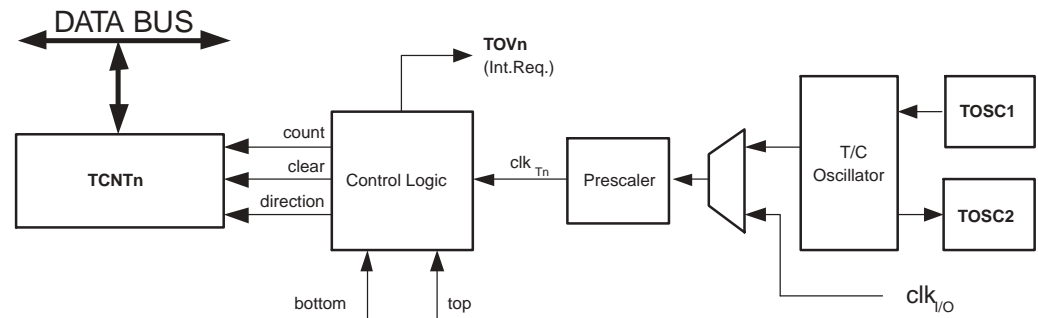 DATA BUS
TOVn
(Int.Req.)
TCNTn
count
clear
direction
Control Logic
clk Tn
Prescaler
T/C
Oscillator
TOSC1
TOSC2
bottom
top
clk I/O